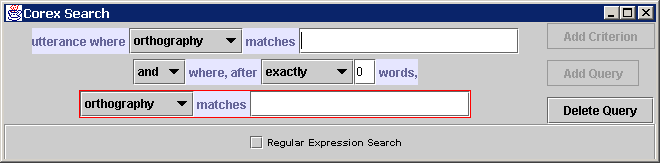 Corex Search
utterance where orthography matches Add Criterion
and where, after exactly 0 words, Add Query
orthography matches Delete Query
Regular Expression Search